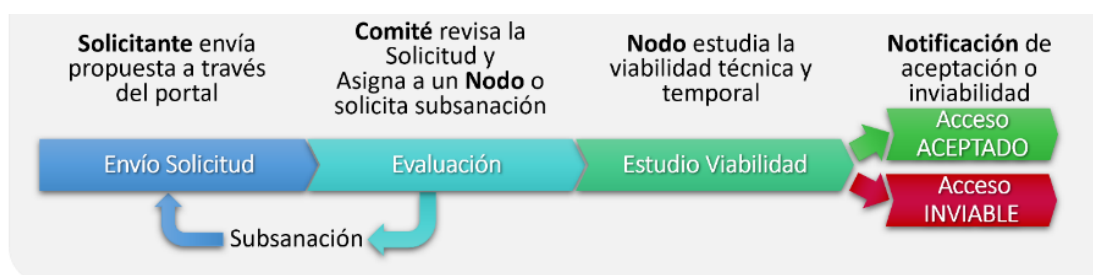 Solicitante envía
propuesta a través
del portal
Comité revisa la
Solicitud y
Asigna a un Nodo o
solicita subsanación
Nodo estudia la
viabilidad técnica y
temporal
Notificación de
aceptación o
inviabilidad
Envío Solicitud
Evaluación
Estudio Viabilidad
Acceso
ACEPTADO
Acceso
INVIABLE
Subsanación